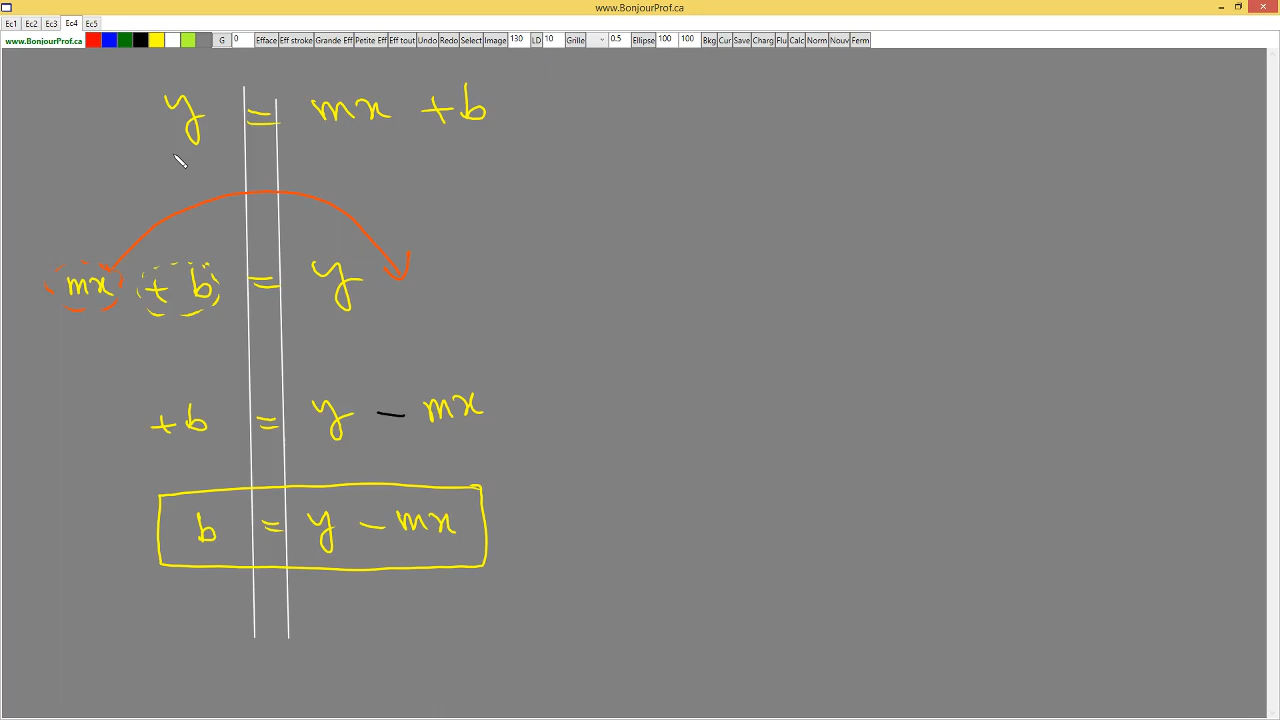 www.BonjourProf.ca
Ec1 Ec2 Ec3 Ec4 Ec5
www.BonjourProf.ca G 0 Efface Eff stroke Grande Eff Petite Eff Eff tout Undo Redo Select Image 130 LD 10 Grille 0.5 Ellipse 100 100 Bkg Cur Save Charg Flu Calc Norm Nouv Ferm
y = mx + b
mx + b = y
+b = y - mx
b = y - mx